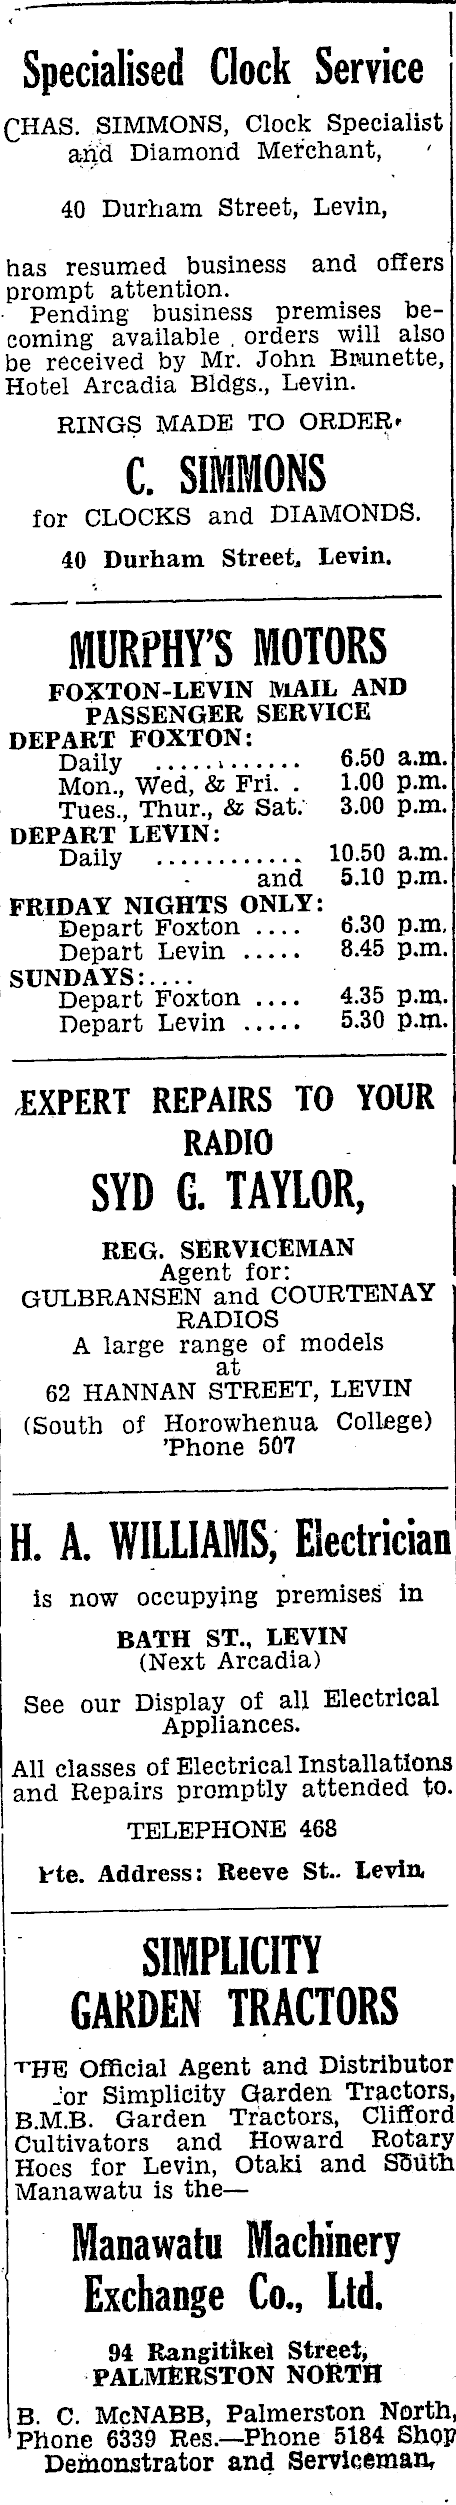 Specialised Clock Service
CHAS. SIMMONS, Clock Specialist
and Diamond Merchant,
40 Durham Street, Levin,
has resumed business and offers
prompt attention.
Pending business premises be-
coming available orders will also
be received by Mr. John Brunette,
Hotel Arcadia Bldgs., Levin.
RINGS MADE TO ORDER.
C. SIMMONS
for CLOCKS and DIAMONDS.
40 Durham Street, Levin.
MURPHY'S MOTORS
FOXTON-LEVIN MAIL AND
PASSENGER SERVICE
DEPART FOXTON:
Daily ............ 6.50 a.m.
Mon., Wed, & Fri. . 1.00 p.m.
Tues., Thur., & Sat. 3.00 p.m.
DEPART LEVIN:
Daily ............ 10.50 a.m.
and 5.10 p.m.
FRIDAY NIGHTS ONLY:
Depart Foxton .... 6.30 p.m.
Depart Levin ..... 8.45 p.m.
SUNDAYS:....
Depart Foxton .... 4.35 p.m.
Depart Levin ..... 5.30 p.m.
EXPERT REPAIRS TO YOUR
RADIO
SYD G. TAYLOR,
REG. SERVICEMAN
Agent for:
GULBRANSEN and COURTENAY
RADIOS
A large range of models
at
62 HANNAN STREET, LEVIN
(South of Horowhenua College)
'Phone 507
H. A. WILLIAMS, Electrician
is now occupying premises in
BATH ST., LEVIN
(Next Arcadia)
See our Display of all Electrical
Appliances.
All classes of Electrical Installations
and Repairs promptly attended to.
TELEPHONE 468
Pte. Address: Reeve St.. Levin
SIMPLICITY
GARDEN TRACTORS
THE Official Agent and Distributor
for Simplicity Garden Tractors,
B.M.B. Garden Tractors, Clifford
Cultivators and Howard Rotary
Hoes for Levin, Otaki and South
Manawatu is the—
Manawatu Machinery
Exchange Co., Ltd.
94 Rangitikei Street,
PALMERSTON NORTH
B. C. McNABB, Palmerston North,
Phone 6339 Res.—Phone 5184 Shop
Demonstrator and Serviceman,